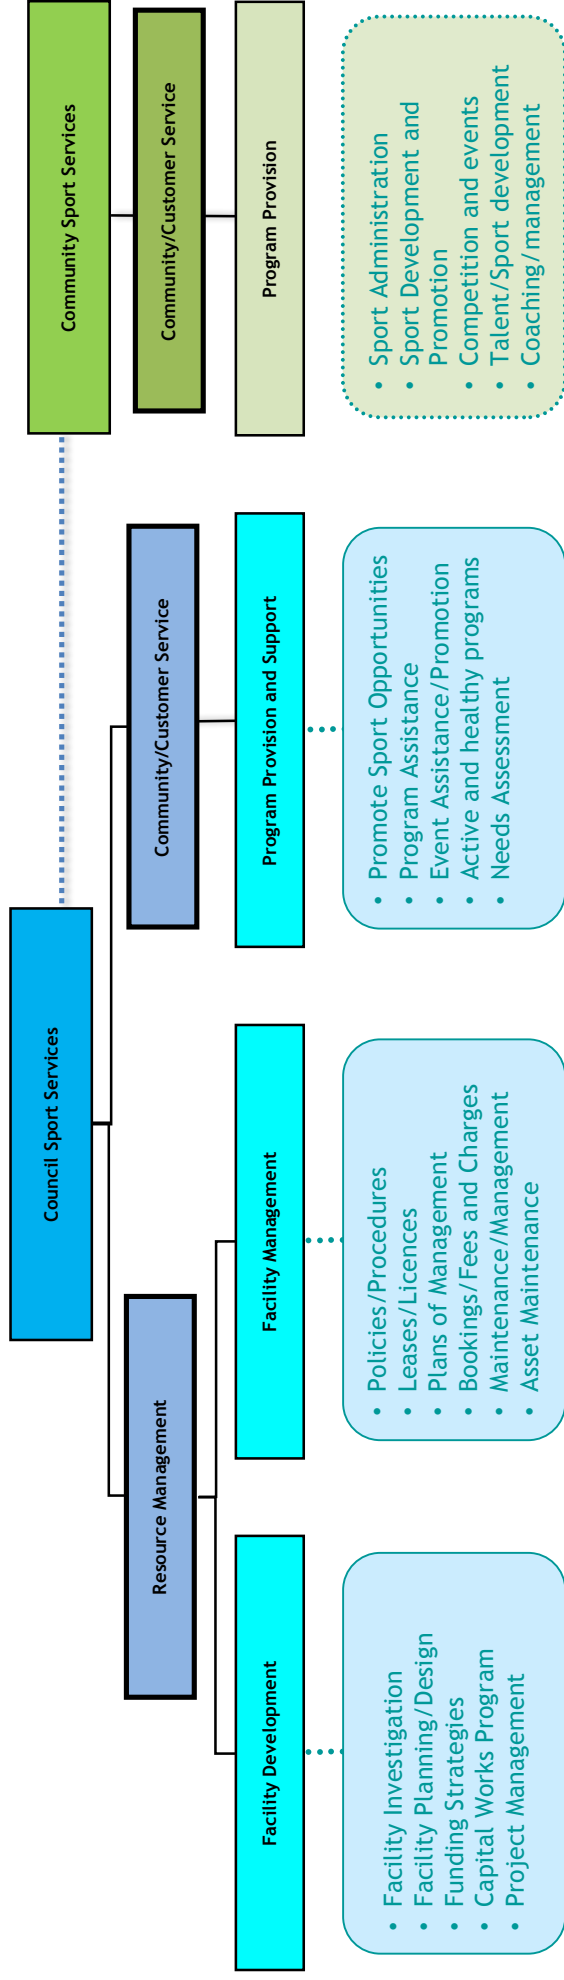 Council Sport Services
Community Sport Services
Resource Management
Community/Customer Service
Community/Customer Service
Facility Development
Facility Management
Program Provision and Support
Program Provision
• Facility Investigation
• Facility Planning/Design
• Funding Strategies
• Capital Works Program
• Project Management
• Policies/Procedures
• Leases/Licences
• Plans of Management
• Bookings/Fees and Charges
• Maintenance/Management
• Asset Maintenance
• Promote Sport Opportunities
• Program Assistance
• Event Assistance/Promotion
• Active and healthy programs
• Needs Assessment
• Sport Administration
• Sport Development and
Promotion
• Competition and events
• Talent/Sport development
• Coaching/management